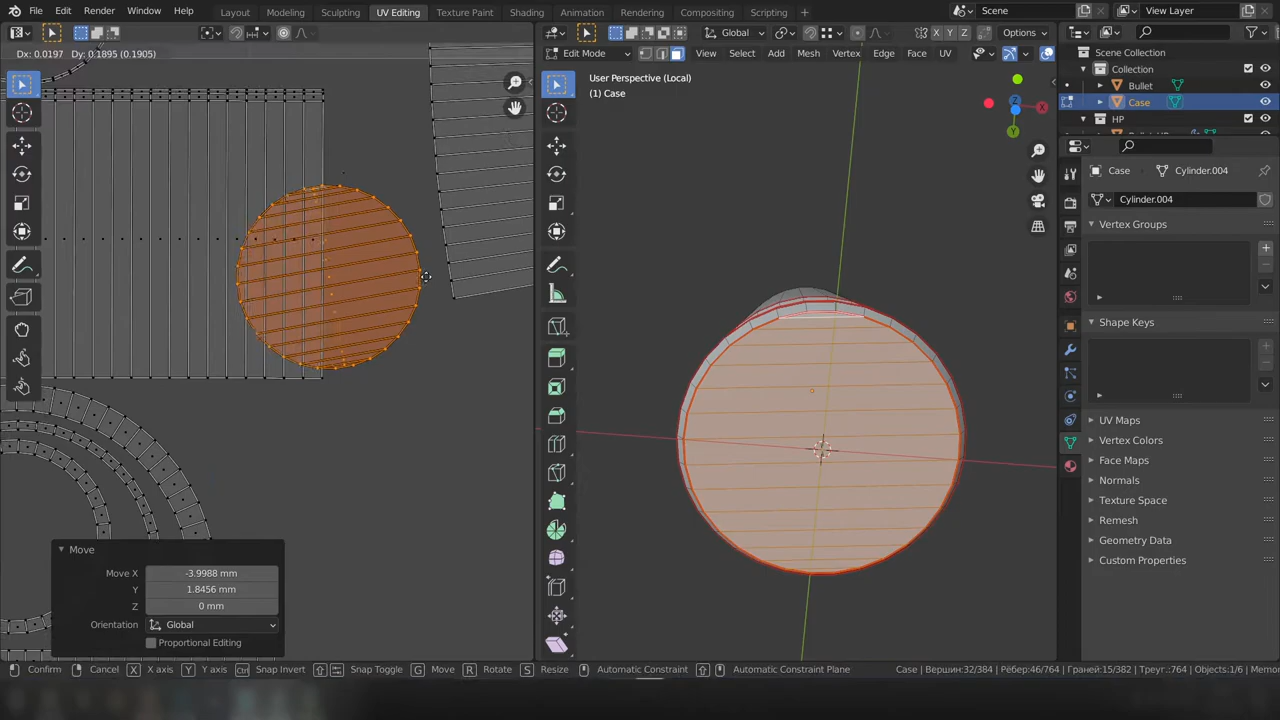 File Edit Render Window Help
Layout Modeling Sculpting UV Editing Texture Paint Shading Animation Rendering Compositing Scripting
Scene
View Layer
Dx: 0.0197 Dy: 0.1895 (0.1905)
Global
Options
Edit Mode
View Select Add Mesh Vertex Edge Face UV
X Y Z
User Perspective (Local)
(1) Case
Scene Collection
Collection
Bullet
Case
HP
Case
Cylinder.004
Cylinder.004
Vertex Groups
Shape Keys
UV Maps
Vertex Colors
Face Maps
Normals
Texture Space
Remesh
Geometry Data
Custom Properties
Z
X
Y
Move
Move X -3.9988 mm
Y 1.8456 mm
Z 0 mm
Orientation Global
Proportional Editing
Confirm Cancel X X axis Y Y axis Snap Invert Snap Toggle G Move R Rotate S Resize Automatic Constraint Automatic Constraint Plane Case | Вершин:32/384 | Рёбер:46/764 | Граней:15/382 | Треуг.:764 | Objects:1/6 | Memor